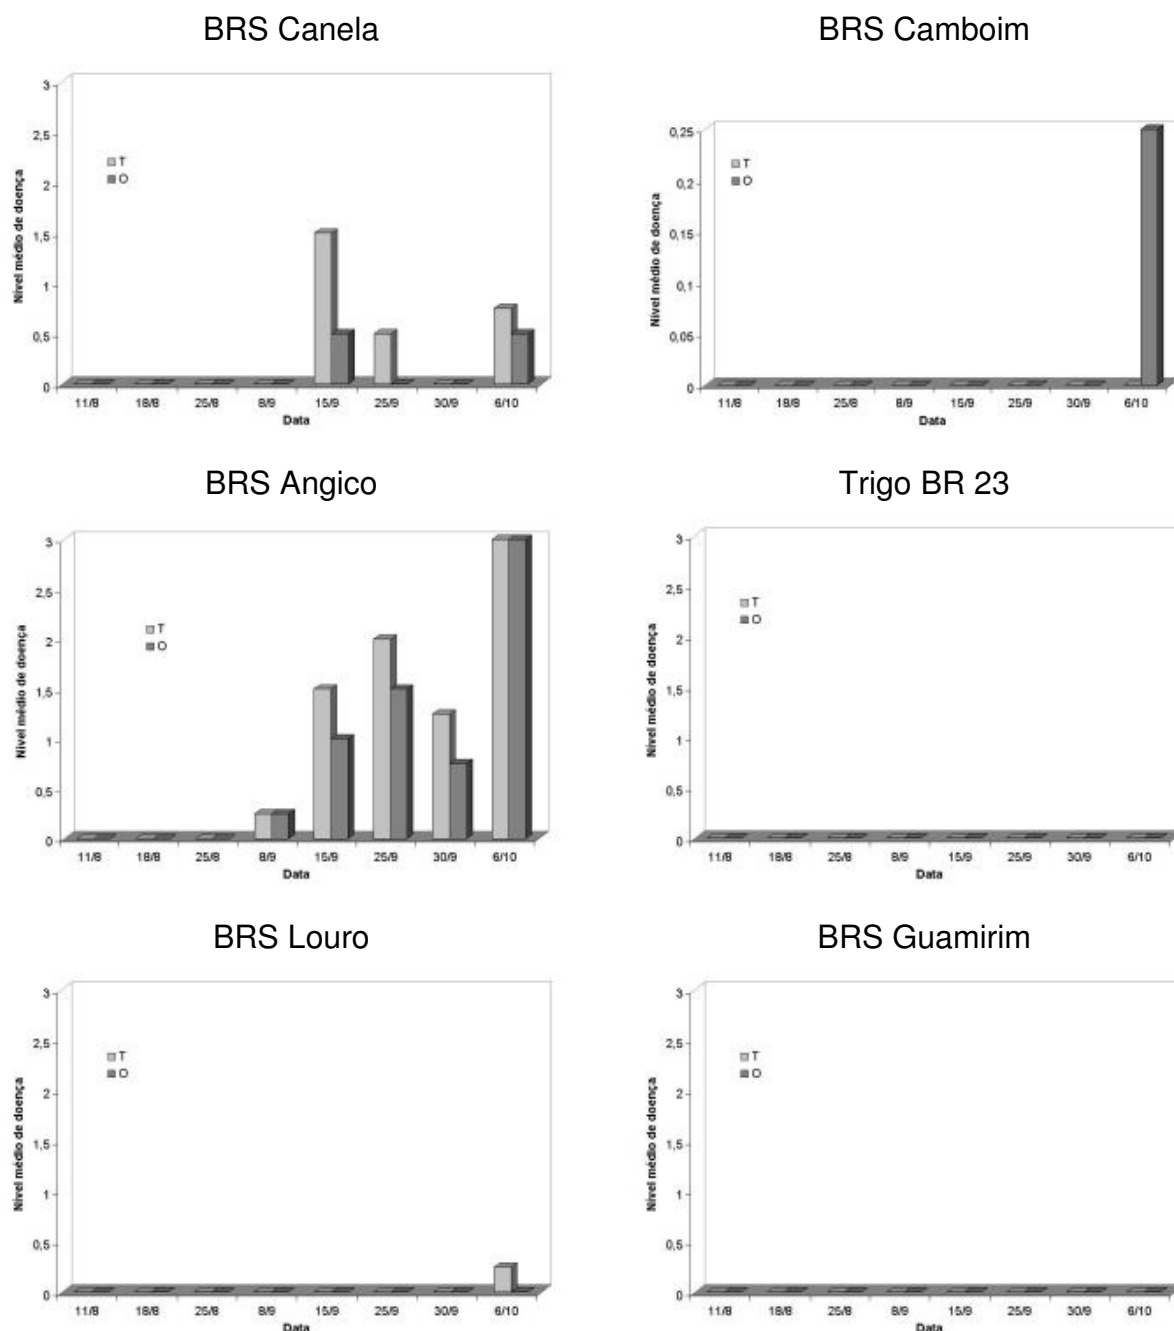 BRS Canela
3
2,5
2
1,5
1
0,5
0
Nível médio de doença
T
O
11/8 18/8 25/8 8/9 15/9 25/9 30/9 6/10
Data
BRS Camboim
0,25
0,2
0,15
0,1
0,05
0
Nível médio de doença
T
O
11/8 18/8 25/8 8/9 15/9 25/9 30/9 6/10
Data
BRS Angico
3
2,5
2
1,5
1
0,5
0
Nível médio de doença
T
O
11/8 18/8 25/8 8/9 15/9 25/9 30/9 6/10
Data
Trigo BR 23
3
2,5
2
1,5
1
0,5
0
Nível médio de doença
T
O
11/8 18/8 25/8 8/9 15/9 25/9 30/9 6/10
Data
BRS Louro
3
2,5
2
1,5
1
0,5
0
Nível médio de doença
T
O
11/8 18/8 25/8 8/9 15/9 25/9 30/9 6/10
Data
BRS Guamirim
3
2,5
2
1,5
1
0,5
0
Nível médio de doença
T
O
11/8 18/8 25/8 8/9 15/9 25/9 30/9 6/10
Data